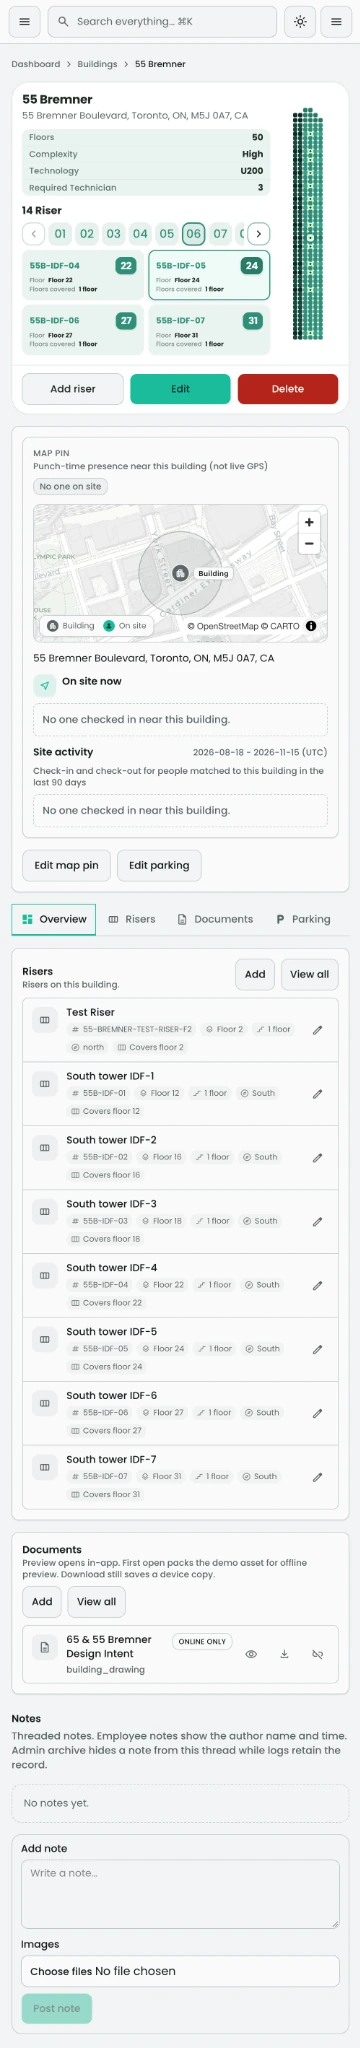 Search everything... ⌘K
Dashboard > Buildings > 55 Bremner
55 Bremner
55 Bremner Boulevard, Toronto, ON, M5J 0A7, CA
Floors 50
Complexity High
Technology U200
Required Technician 3
14 Riser
01 02 03 04 05 06 07
55B-IDF-04 22
Floor Floor 22
Floors covered 1 floor
55B-IDF-05 24
Floor Floor 24
Floors covered 1 floor
55B-IDF-06 27
Floor Floor 27
Floors covered 1 floor
55B-IDF-07 31
Floor Floor 31
Floors covered 1 floor
Add riser Edit Delete
MAP PIN
Punch-time presence near this building (not live GPS)
No one on site
YMPIC PARK
Bay Street
levard
Building
OUSE
+
−
Building On site © OpenStreetMap © CARTO
55 Bremner Boulevard, Toronto, ON, M5J 0A7, CA
On site now
No one checked in near this building.
Site activity 2026-08-18 - 2026-11-15 (UTC)
Check-in and check-out for people matched to this building in the
last 90 days
No one checked in near this building.
Edit map pin Edit parking
Overview Risers Documents P Parking
Risers
Risers on this building.
Add View all
Test Riser
# 55-BREMNER-TEST-RISER-F2 Floor 2 1 floor
north Covers floor 2
South tower IDF-1
# 55B-IDF-01 Floor 12 1 floor South
Covers floor 12
South tower IDF-2
# 55B-IDF-02 Floor 16 1 floor South
Covers floor 16
South tower IDF-3
# 55B-IDF-03 Floor 18 1 floor South
Covers floor 18
South tower IDF-4
# 55B-IDF-04 Floor 22 1 floor South
Covers floor 22
South tower IDF-5
# 55B-IDF-05 Floor 24 1 floor South
Covers floor 24
South tower IDF-6
# 55B-IDF-06 Floor 27 1 floor South
Covers floor 27
South tower IDF-7
# 55B-IDF-07 Floor 31 1 floor South
Covers floor 31
Documents
Preview opens in-app. First open packs the demo asset for offline
preview. Download still saves a device copy.
Add View all
65 & 55 Bremner
Design Intent
ONLINE ONLY
building_drawing
Notes
Threaded notes. Employee notes show the author name and time.
Admin archive hides a note from this thread while logs retain the
record.
No notes yet.
Add note
Write a note...
Images
Choose files No file chosen
Post note